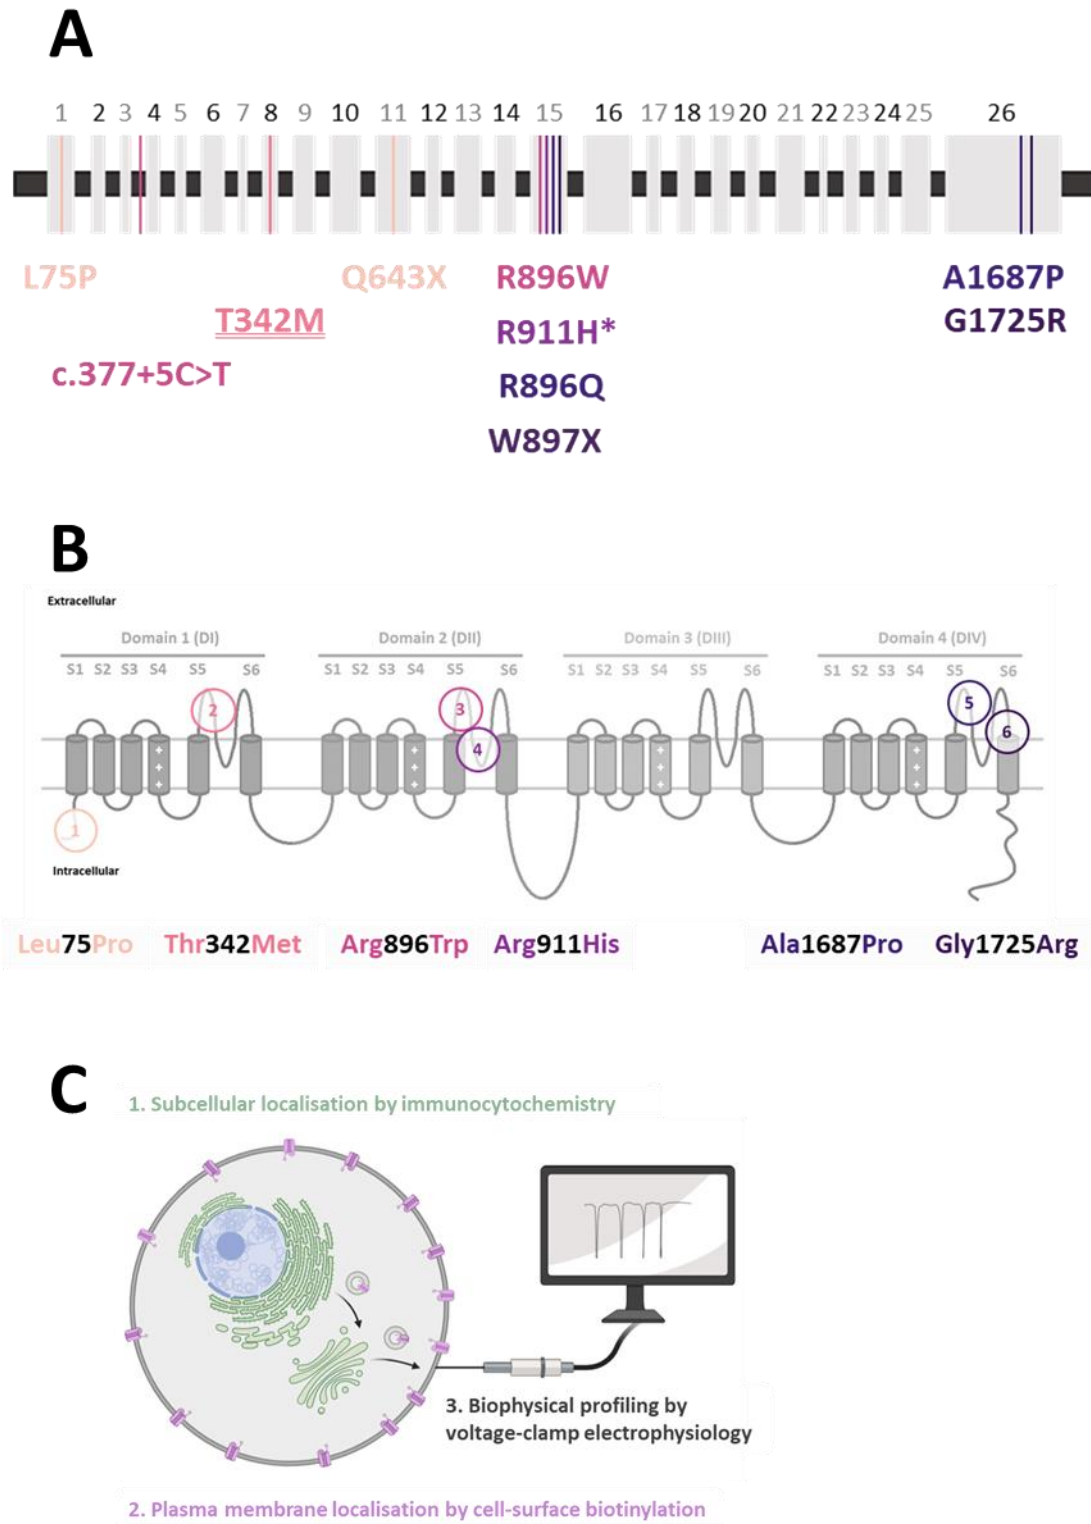 A
1 2 3 4 5 6 7 8 9 10 11 12 13 14 15 16 17 18 19 20 21 22 23 24 25 26
L75P Q643X R896W A1687P
T342M R911H* G1725R
c.377+5C>T R896Q
W897X
B
Extracellular
Domain 1 (DI) Domain 2 (DII) Domain 3 (DIII) Domain 4 (DIV)
S1 S2 S3 S4 S5 S6 S1 S2 S3 S4 S5 S6 S1 S2 S3 S4 S5 S6 S1 S2 S3 S4 S5 S6
2 3 5
4 6
+ + + +
+ + + +
+ + + +
1
Intracellular
Leu75Pro Thr342Met Arg896Trp Arg911His Ala1687Pro Gly1725Arg
C
1. Subcellular localisation by immunocytochemistry
3. Biophysical profiling by
voltage-clamp electrophysiology
2. Plasma membrane localisation by cell-surface biotinylation